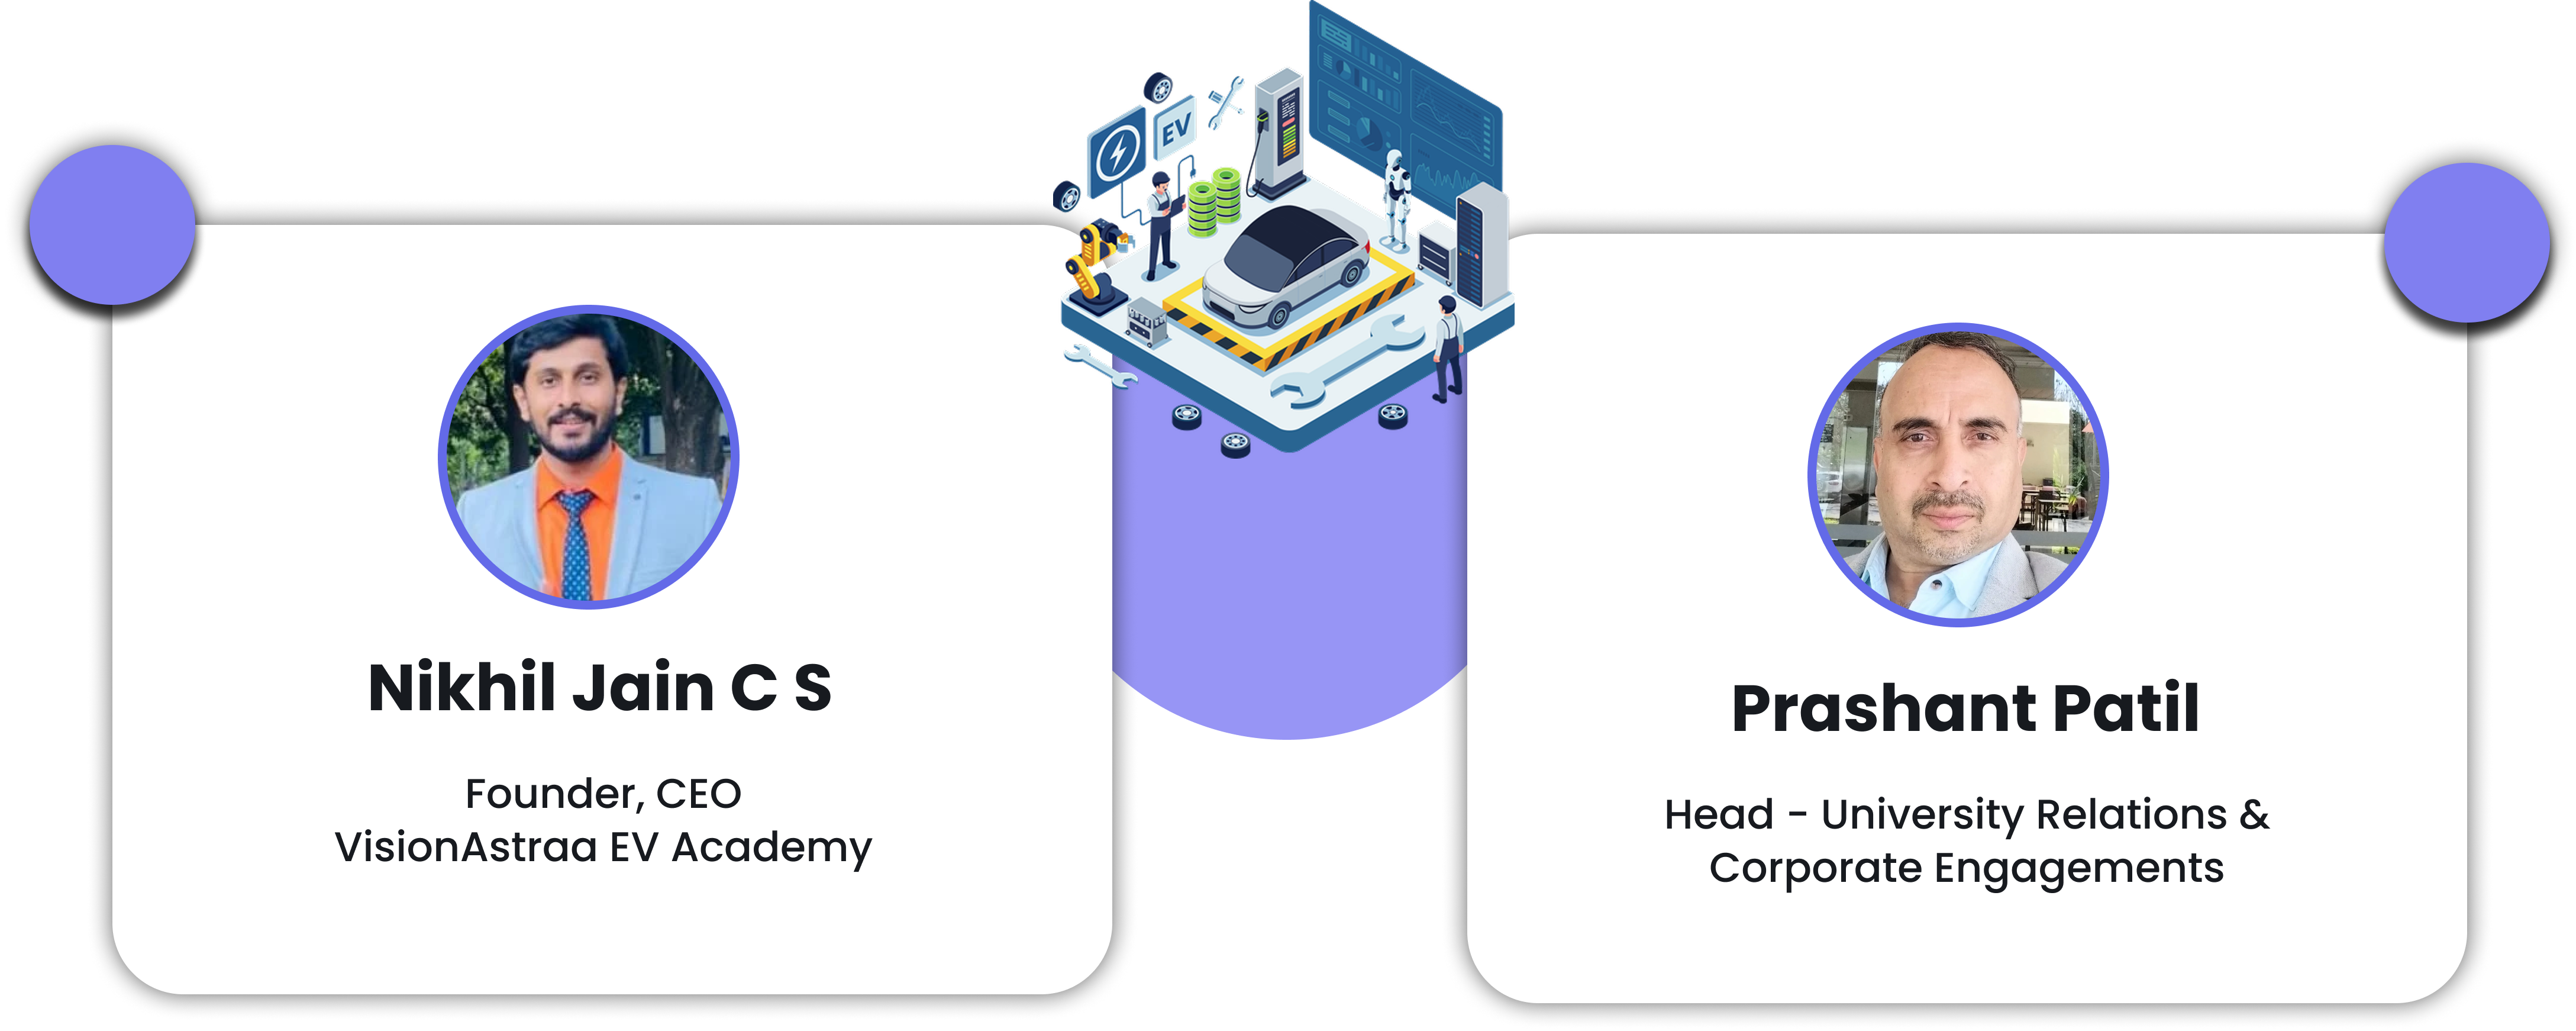 EV
Nikhil Jain C S
Founder, CEO
VisionAstraa EV Academy
Prashant Patil
Head - University Relations &
Corporate Engagements